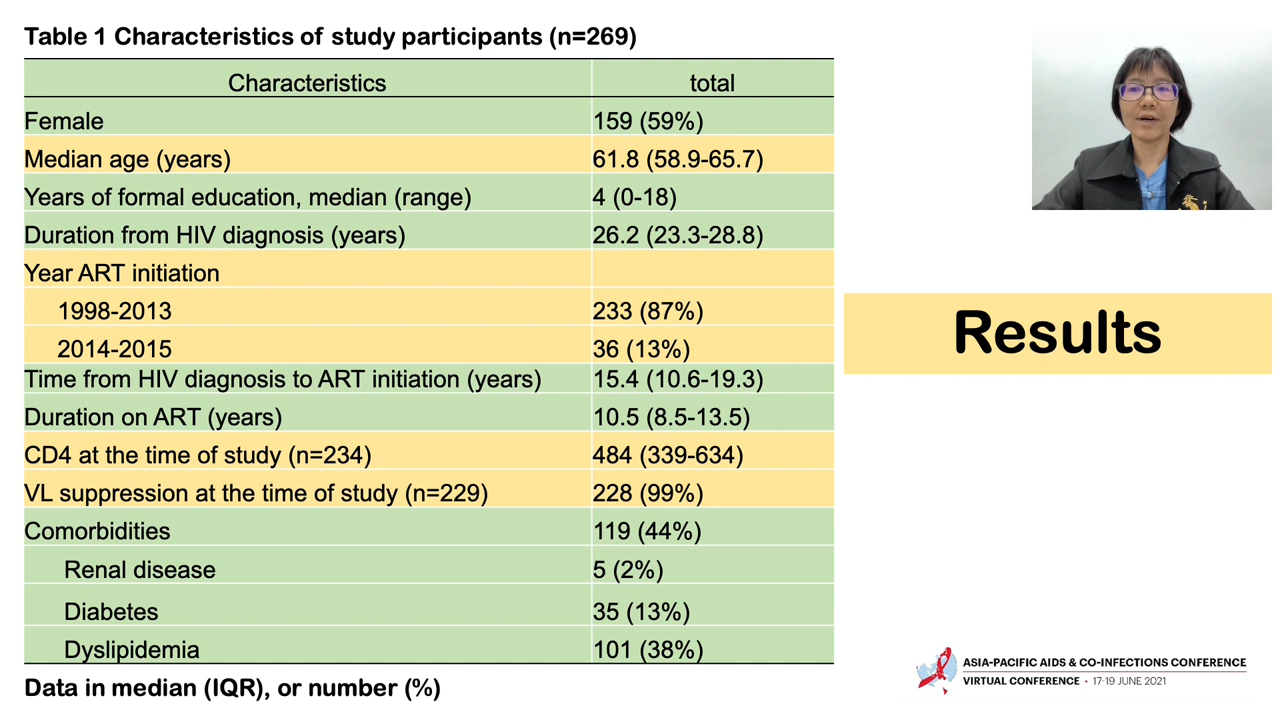 Table 1 Characteristics of study participants (n=269)
Characteristics total
Female 159 (59%)
Median age (years) 61.8 (58.9-65.7)
Years of formal education, median (range) 4 (0-18)
Duration from HIV diagnosis (years) 26.2 (23.3-28.8)
Year ART initiation
1998-2013 233 (87%)
2014-2015 36 (13%)
Time from HIV diagnosis to ART initiation (years) 15.4 (10.6-19.3)
Duration on ART (years) 10.5 (8.5-13.5)
CD4 at the time of study (n=234) 484 (339-634)
VL suppression at the time of study (n=229) 228 (99%)
Comorbidities 119 (44%)
Renal disease 5 (2%)
Diabetes 35 (13%)
Dyslipidemia 101 (38%)
Data in median (IQR), or number (%)
Results
ASIA-PACIFIC AIDS & CO-INFECTIONS CONFERENCE
VIRTUAL CONFERENCE • 17-19 JUNE 2021